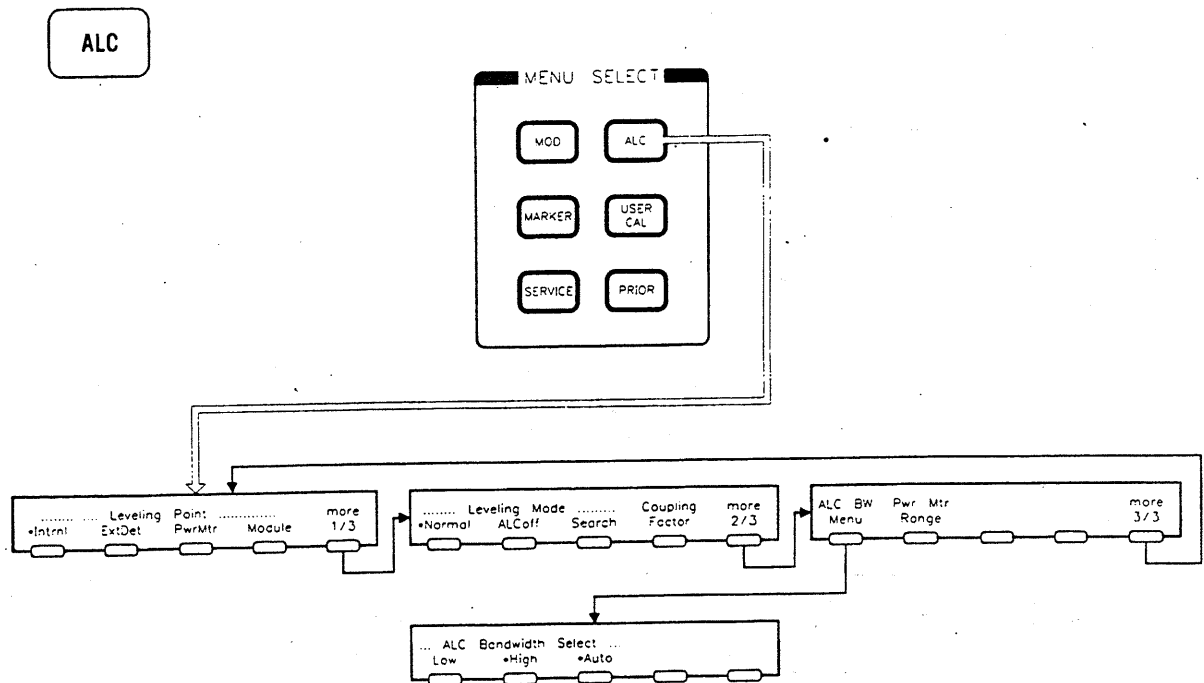 ALC
MENU SELECT
MOD ALC
MARKER USER CAL
SERVICE PRIOR
........ .... Leveling Point ............. more
•Intrnl ExtDet PwrMtr Module 1/3
........ Leveling Mode ......... Coupling more
•Normal ALCoff Search Factor 2/3
ALC BW Pwr Mtr more
Menu Range 3/3
... ALC Bandwidth Select ...
Low •High •Auto